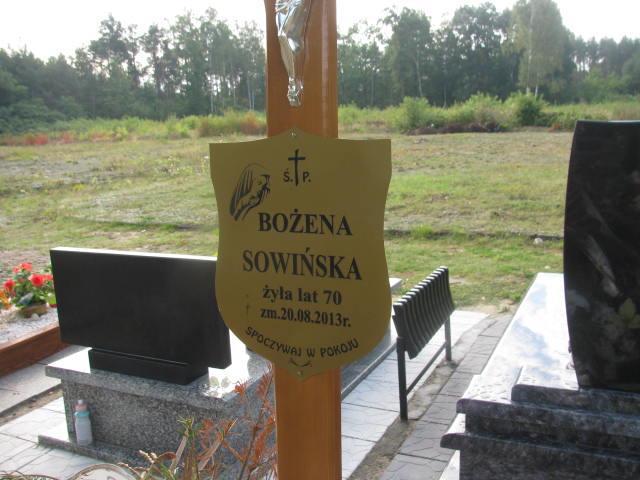 Ś. P.
BOŻENA
SOWIŃSKA
żyła lat 70
zm.20.08.2013r.
SPOCZYWAJ W POKOJU